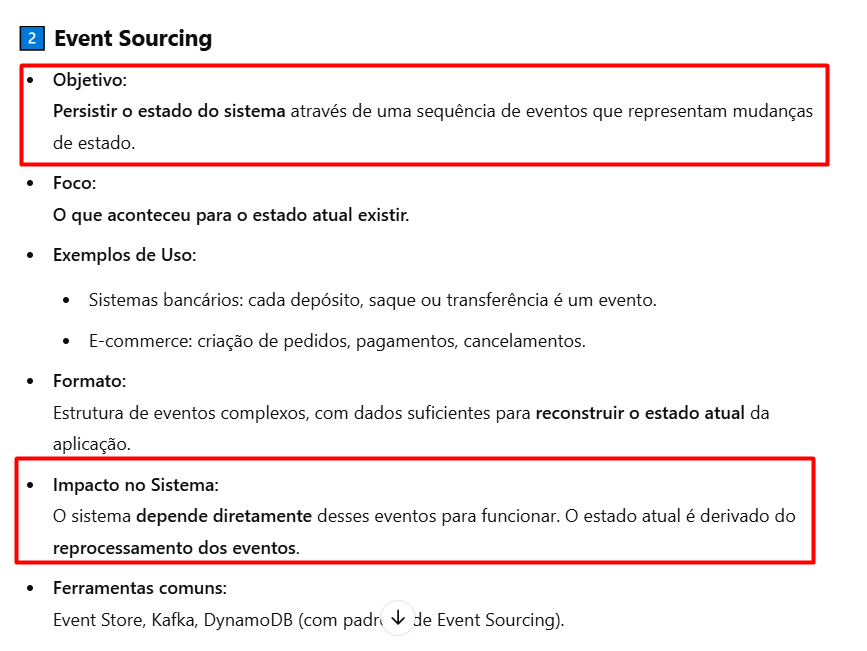 2 Event Sourcing
Objetivo:
Persistir o estado do sistema através de uma sequência de eventos que representam mudanças
de estado.
Foco:
O que aconteceu para o estado atual existir.
Exemplos de Uso:
Sistemas bancários: cada depósito, saque ou transferência é um evento.
E-commerce: criação de pedidos, pagamentos, cancelamentos.
Formato:
Estrutura de eventos complexos, com dados suficientes para reconstruir o estado atual da
aplicação.
Impacto no Sistema:
O sistema depende diretamente desses eventos para funcionar. O estado atual é derivado do
reprocessamento dos eventos.
Ferramentas comuns:
Event Store, Kafka, DynamoDB (com de Event Sourcing).